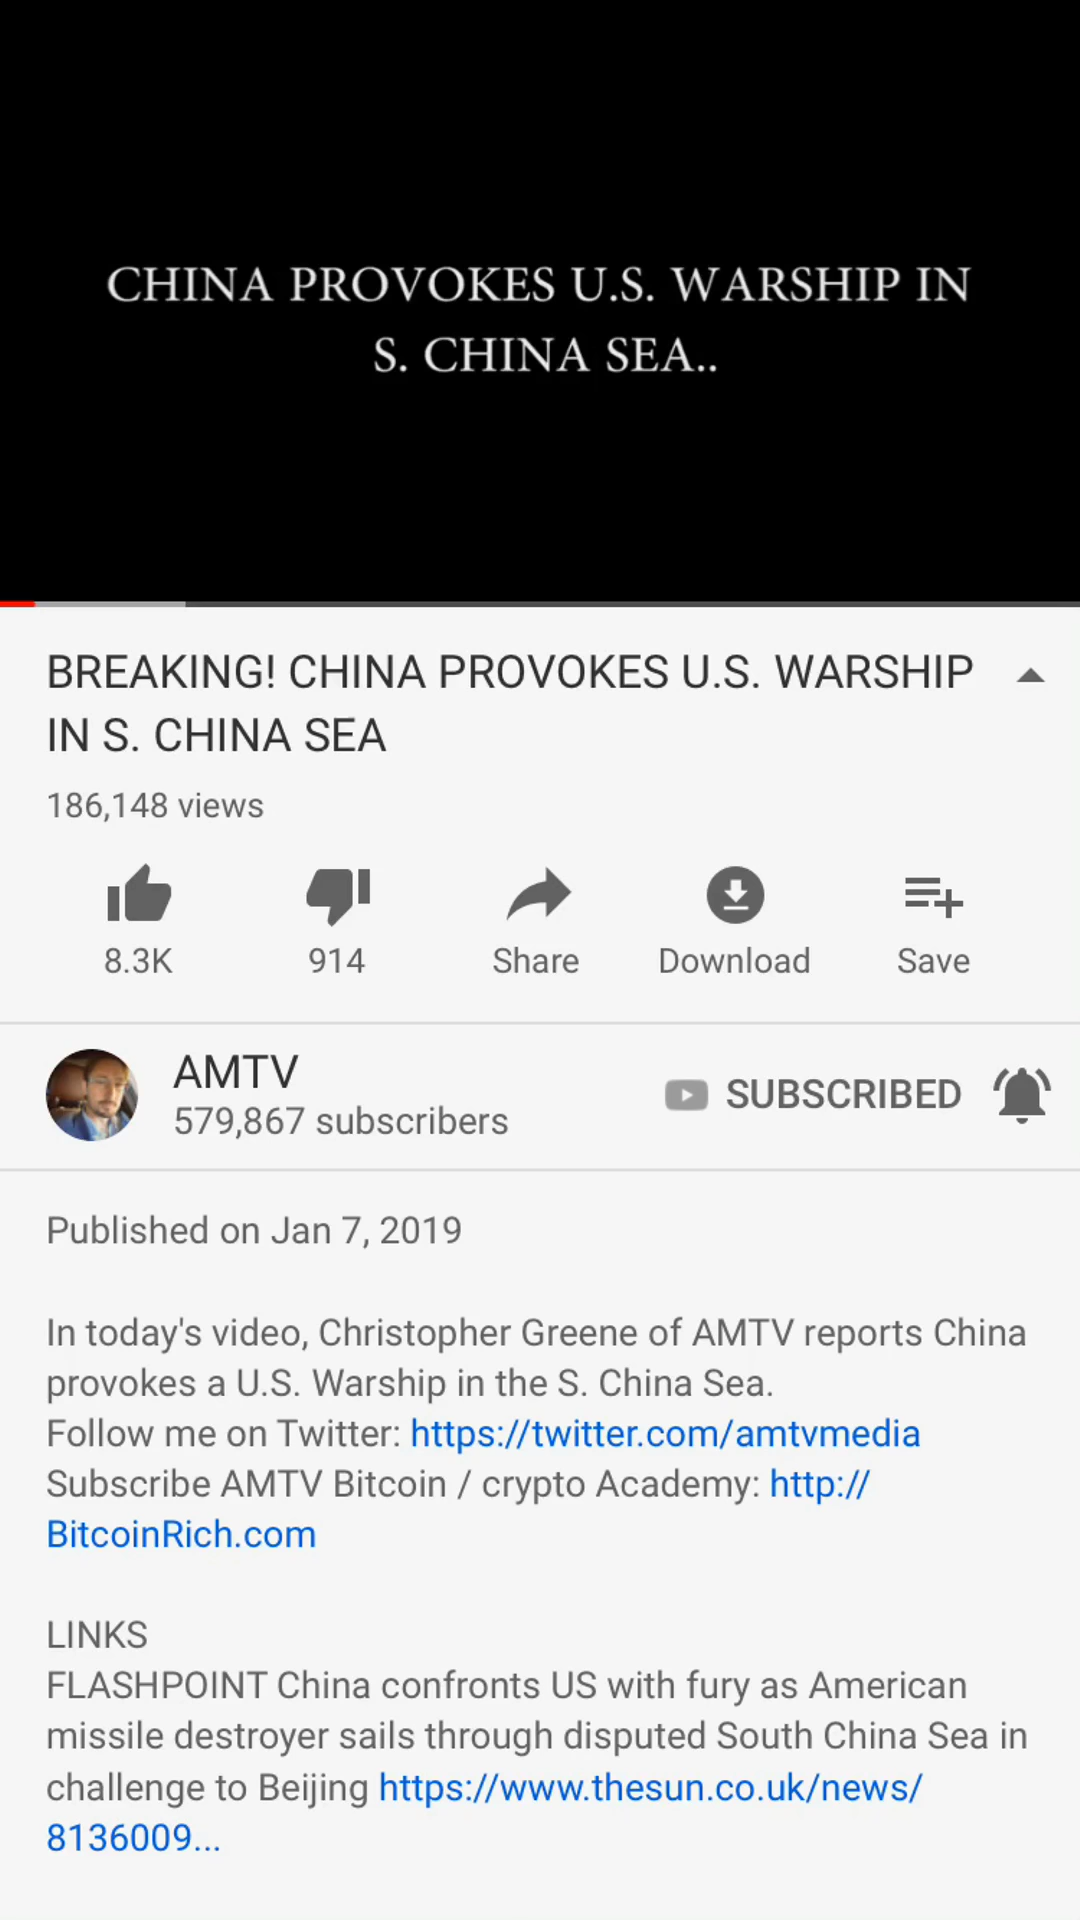 CHINA PROVOKES U.S. WARSHIP IN
S. CHINA SEA..
BREAKING! CHINA PROVOKES U.S. WARSHIP
IN S. CHINA SEA
186,148 views
8.3K
914
Share
Download
Save
AMTV
579,867 subscribers
SUBSCRIBED
Published on Jan 7, 2019
In today's video, Christopher Greene of AMTV reports China
provokes a U.S. Warship in the S. China Sea.
Follow me on Twitter: https://twitter.com/amtvmedia
Subscribe AMTV Bitcoin / crypto Academy: http://
BitcoinRich.com
LINKS
FLASHPOINT China confronts US with fury as American
missile destroyer sails through disputed South China Sea in
challenge to Beijing https://www.thesun.co.uk/news/
8136009...